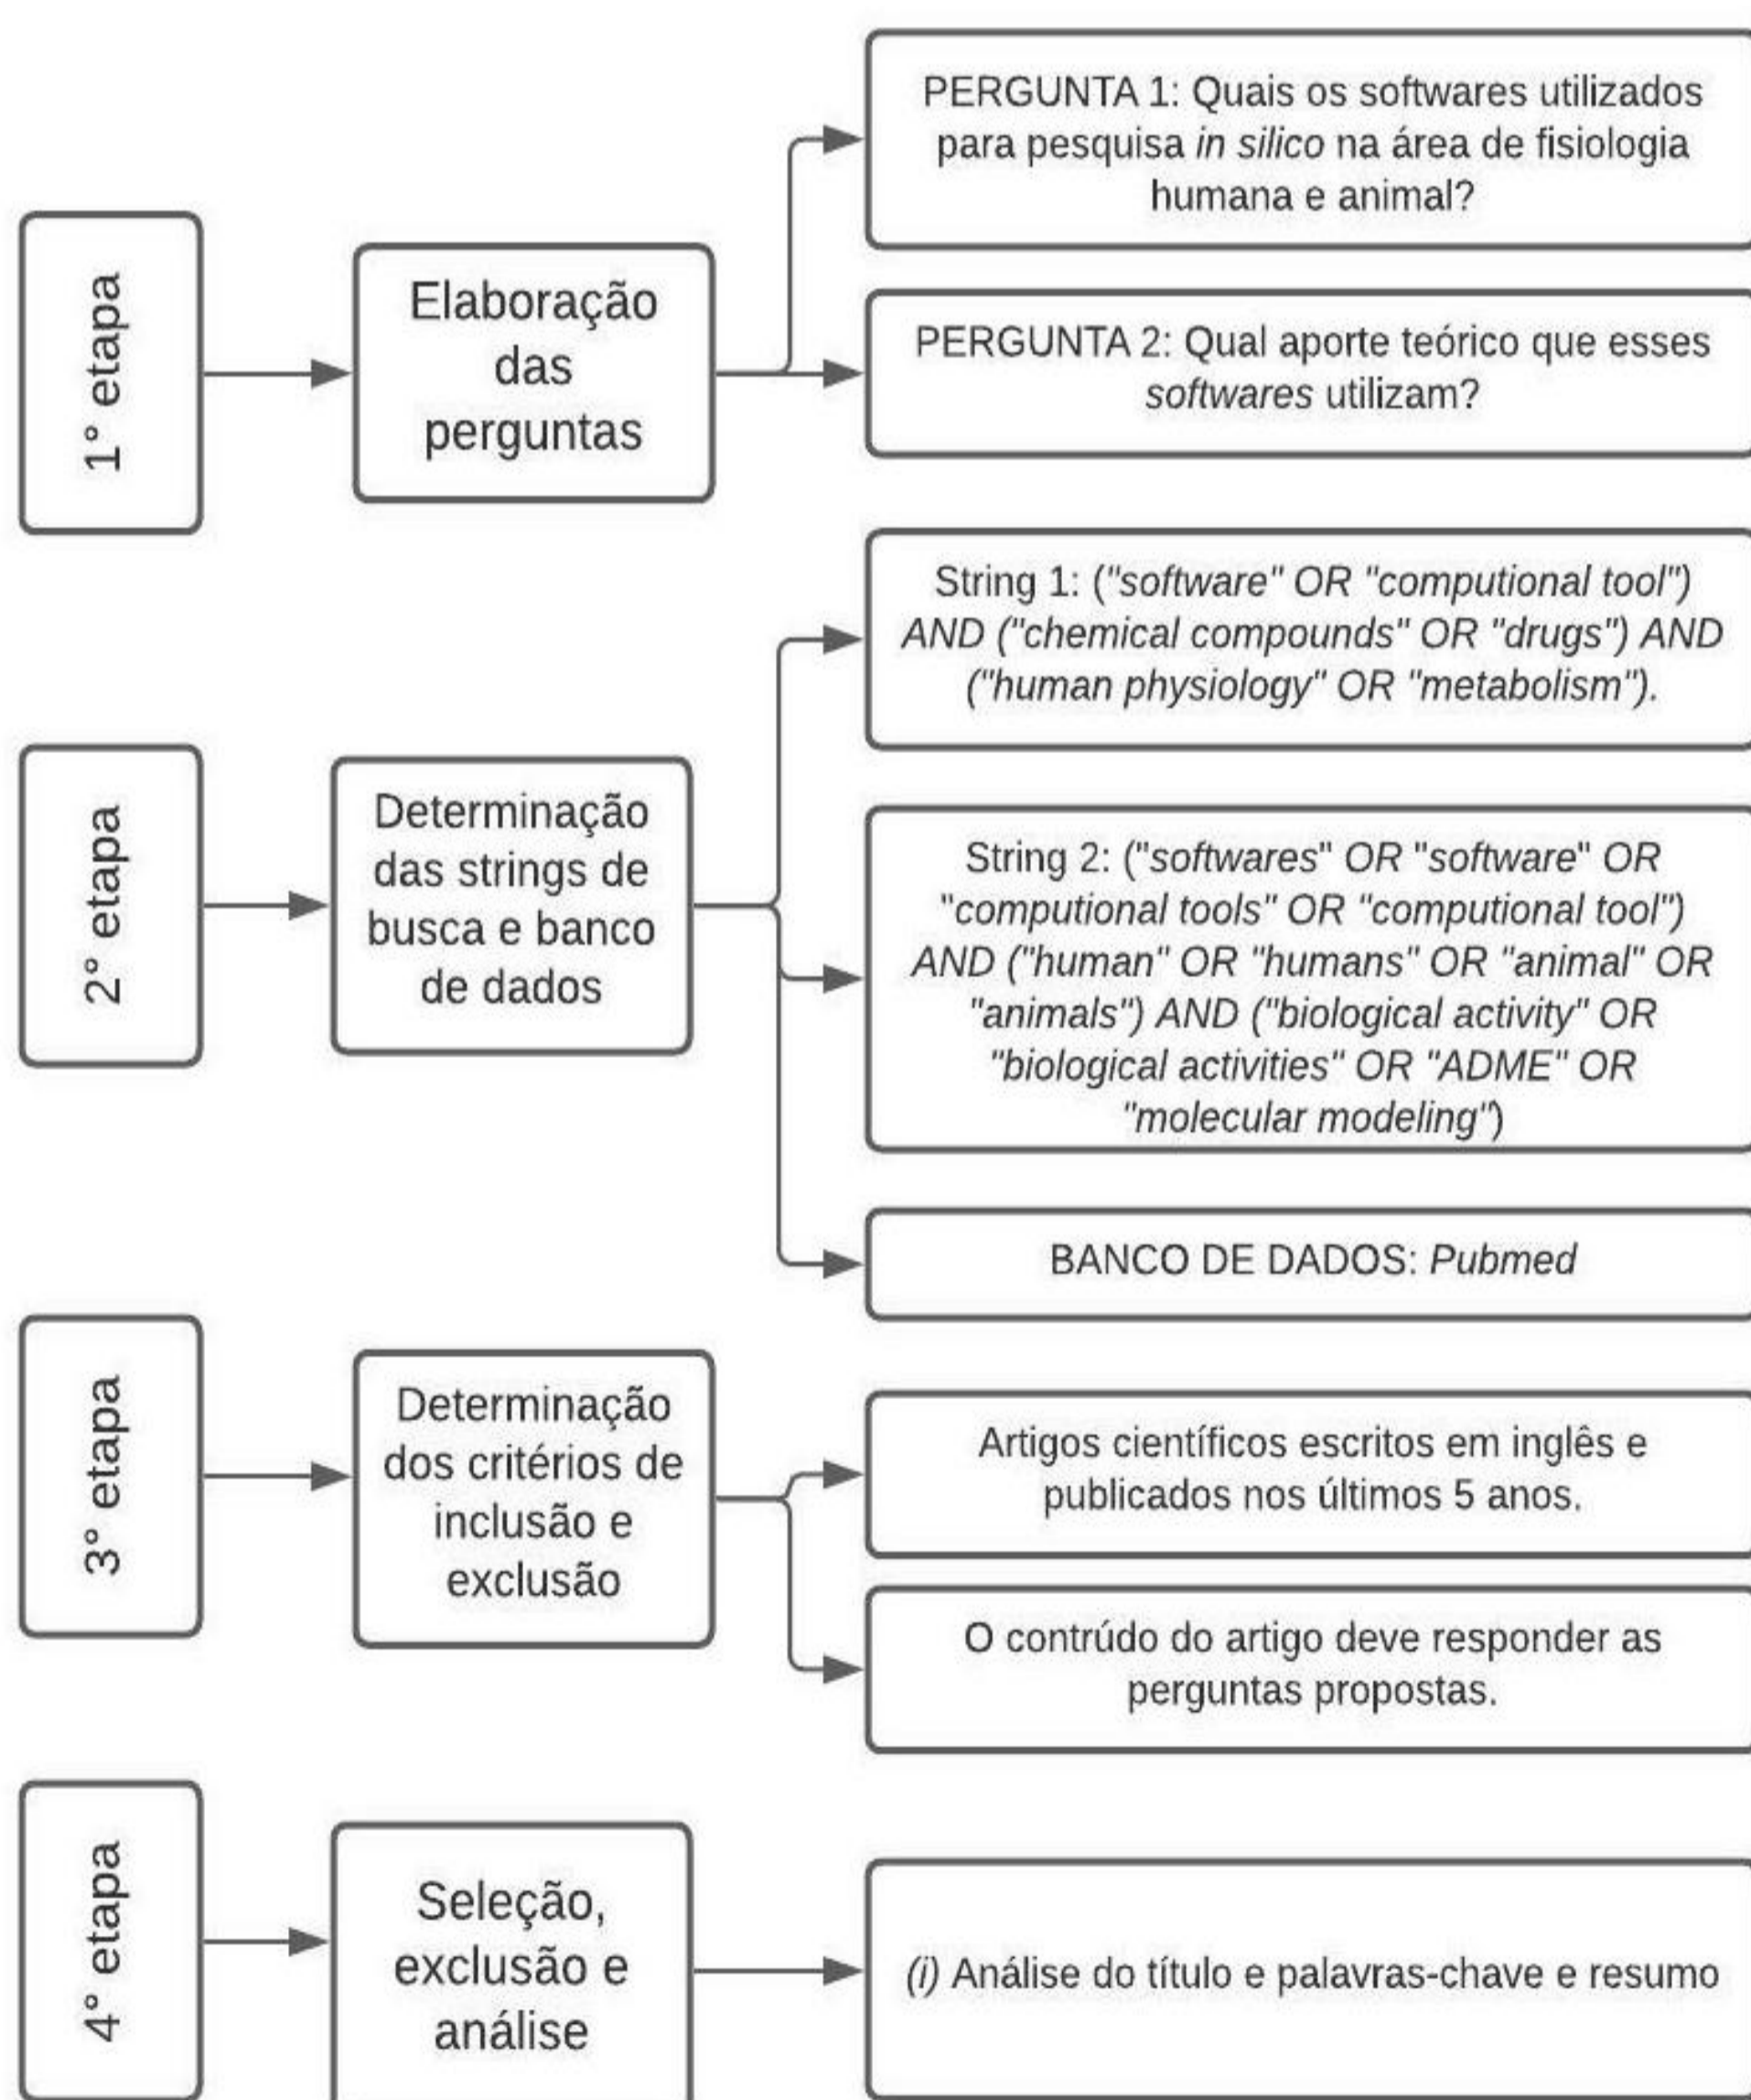 1° etapa
Elaboração
das
perguntas
PERGUNTA 1: Quais os softwares utilizados
para pesquisa in silico na área de fisiologia
humana e animal?
PERGUNTA 2: Qual aporte teórico que esses
softwares utilizam?
2° etapa
Determinação
das strings de
busca e banco
de dados
String 1: ("software" OR "computional tool")
AND ("chemical compounds" OR "drugs") AND
("human physiology" OR "metabolism").
String 2: ("softwares" OR "software" OR
"computional tools" OR "computional tool")
AND ("human" OR "humans" OR "animal" OR
"animals") AND ("biological activity" OR
"biological activities" OR "ADME" OR
"molecular modeling")
BANCO DE DADOS: Pubmed
3° etapa
Determinação
dos critérios de
inclusão e
exclusão
Artigos científicos escritos em inglês e
publicados nos últimos 5 anos.
O contrúdo do artigo deve responder as
perguntas propostas.
4° etapa
Seleção,
exclusão e
análise
(i) Análise do título e palavras-chave e resumo